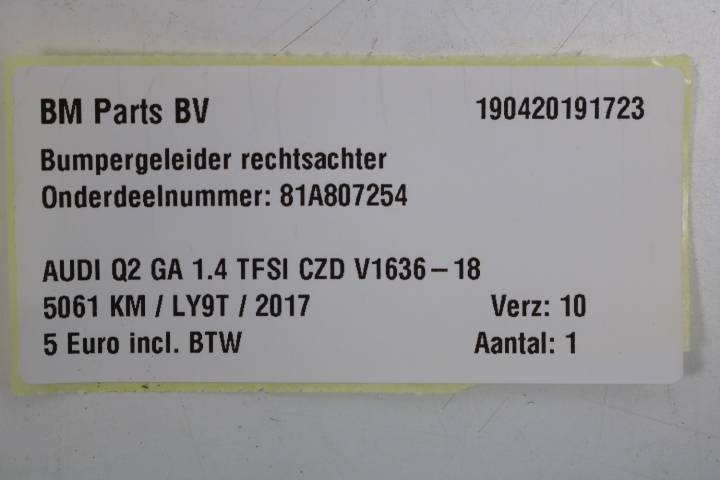 BM Parts BV 190420191723
Bumpergeleider rechtsachter
Onderdeelnummer: 81A807254
AUDI Q2 GA 1.4 TFSI CZD V1636-18
5061 KM / LY9T / 2017 Verz: 10
5 Euro incl. BTW Aantal: 1